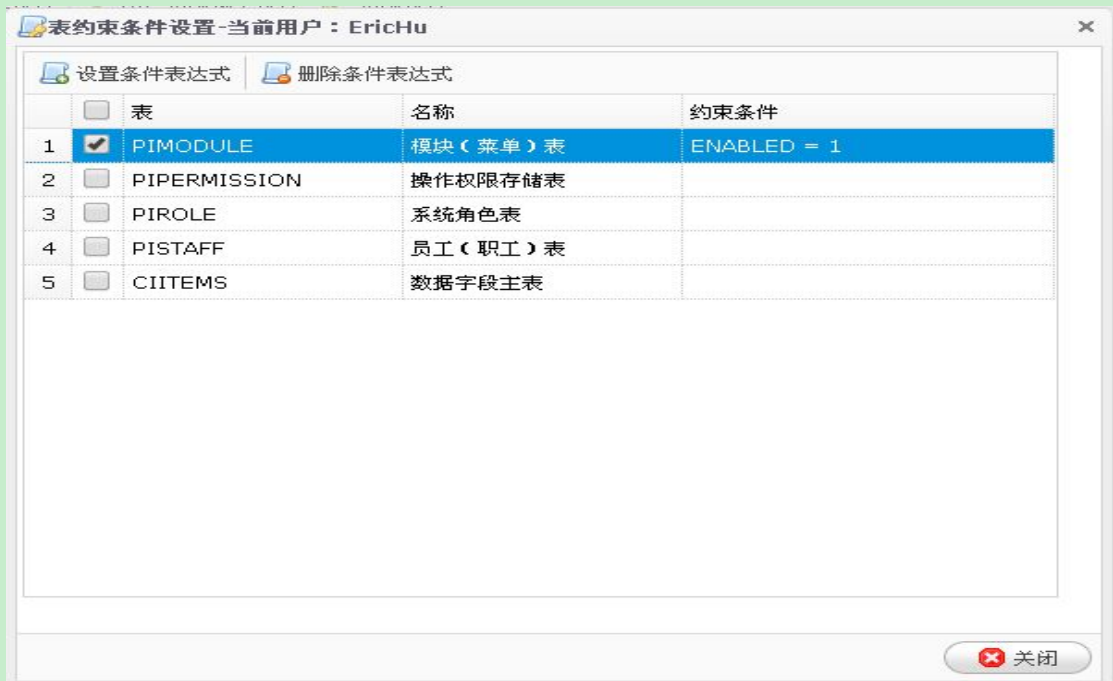 表约束条件设置-当前用户：EricHu
设置条件表达式 删除条件表达式
表 名称 约束条件
1 PIMODULE 模块（菜单）表 ENABLED = 1
2 PIPERMISSION 操作权限存储表
3 PIROLE 系统角色表
4 PISTAFF 员工（职工）表
5 CIITEMS 数据字段主表
关闭